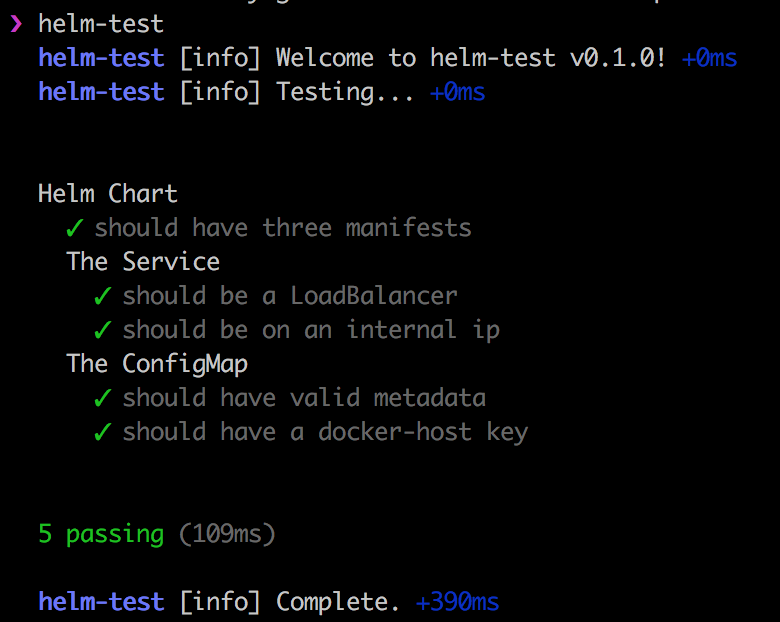 ❯ helm-test
helm-test [info] Welcome to helm-test v0.1.0! +0ms
helm-test [info] Testing... +0ms
Helm Chart
✓ should have three manifests
The Service
✓ should be a LoadBalancer
✓ should be on an internal ip
The ConfigMap
✓ should have valid metadata
✓ should have a docker-host key
5 passing (109ms)
helm-test [info] Complete. +390ms